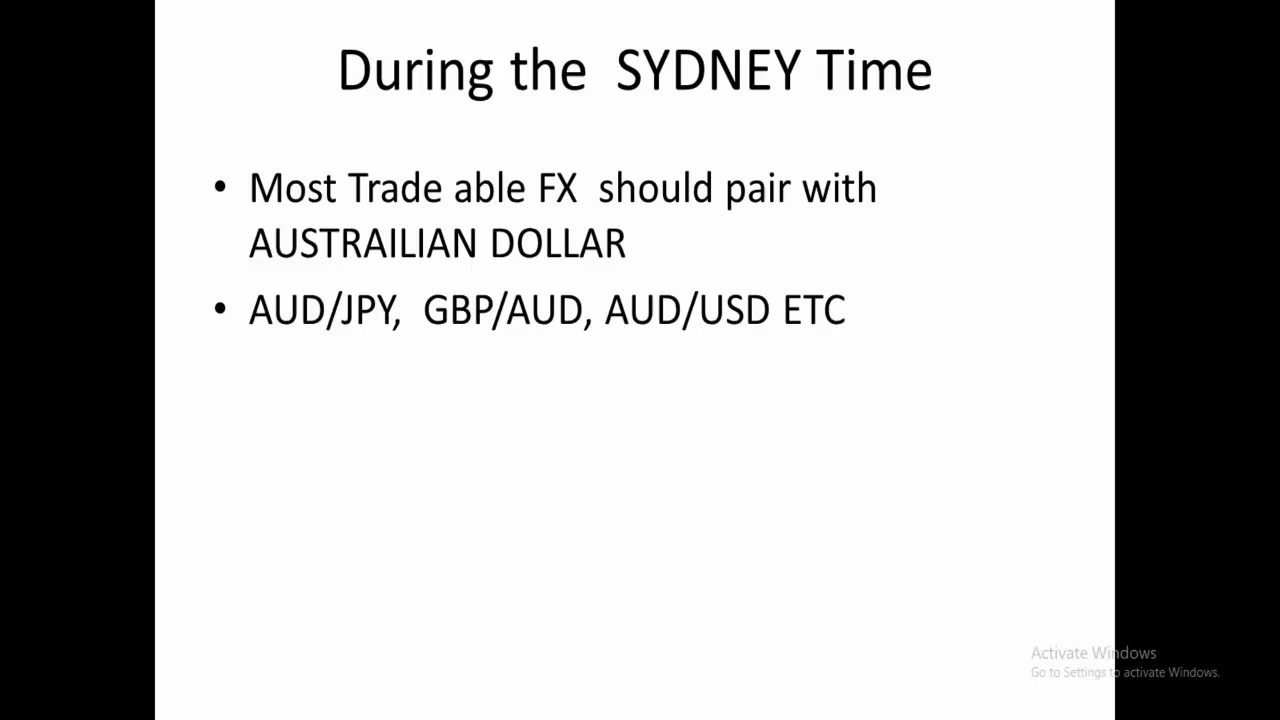 During the SYDNEY Time
• Most Trade able FX should pair with
AUSTRAILIAN DOLLAR
• AUD/JPY, GBP/AUD, AUD/USD ETC
Activate Windows
Go to Settings to activate Windows.